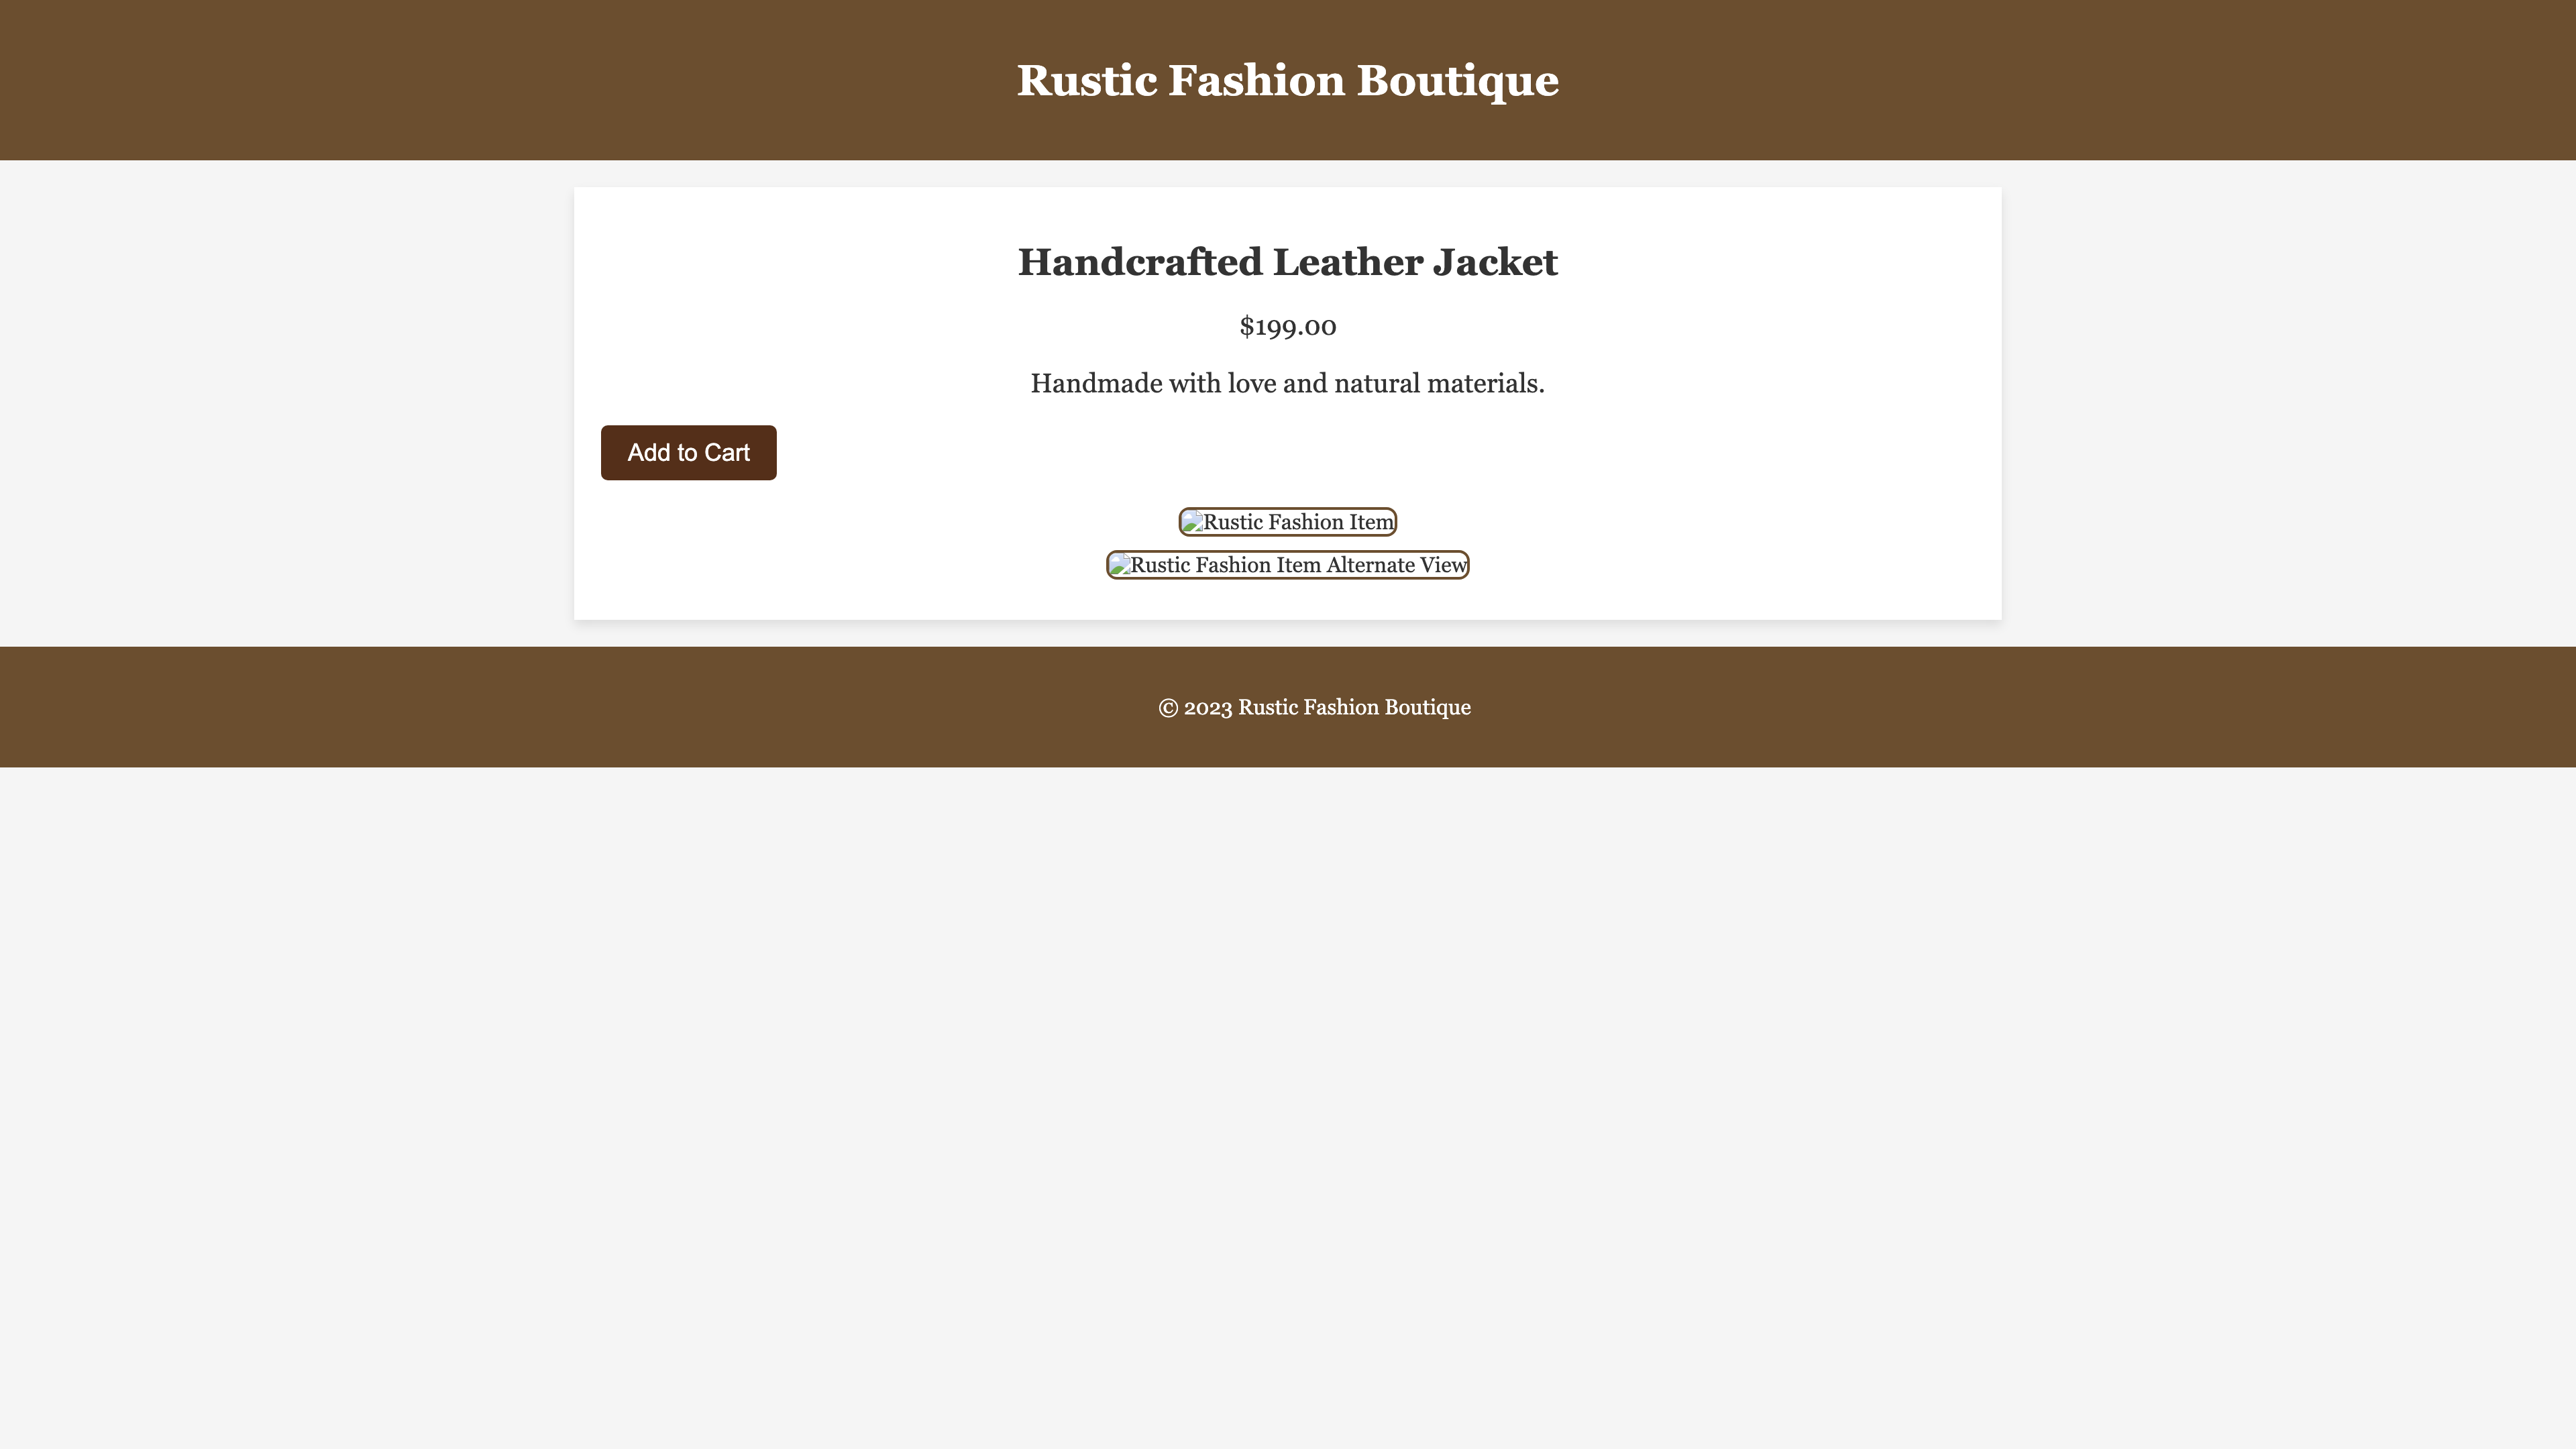 Rustic Fashion Boutique
Handcrafted Leather Jacket
$199.00
Handmade with love and natural materials.
Add to Cart
Rustic Fashion Item
Rustic Fashion Item Alternate View
© 2023 Rustic Fashion Boutique